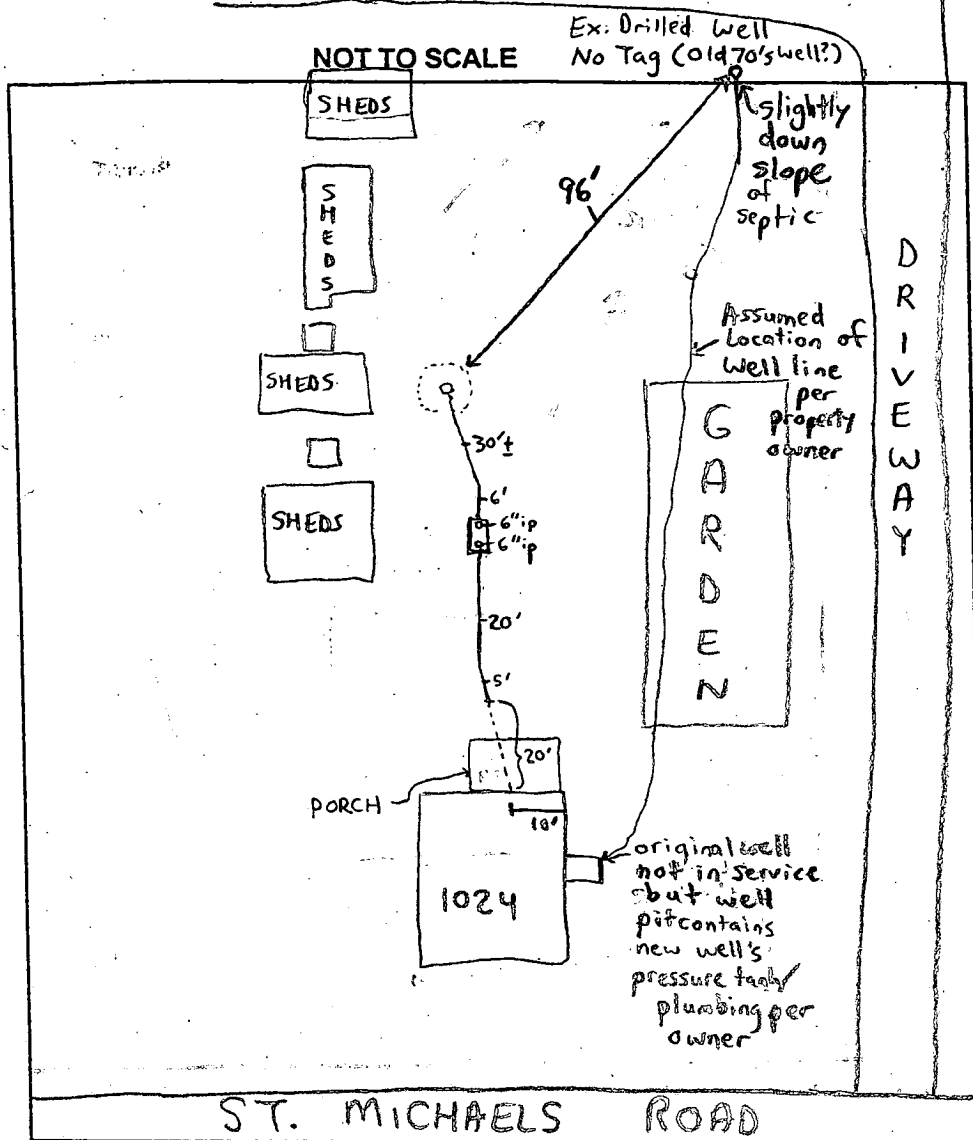 Ex: Drilled Well
No Tag (Old 70's well?)
NOT TO SCALE
SHEDS
slightly
down
slope
of
septic
SHEDS
96'
DRIVEWAY
Assumed
Location of
Well line
per
property
owner
SHEDS
GARDEN
30'±
6'
6"ip
6"ip
SHEDS
20'
5'
20'
PORCH
10'
original well
not in service
but well
pit contains
new well's
pressure tank/
plumbing per
owner
1024
ST. MICHAELS ROAD